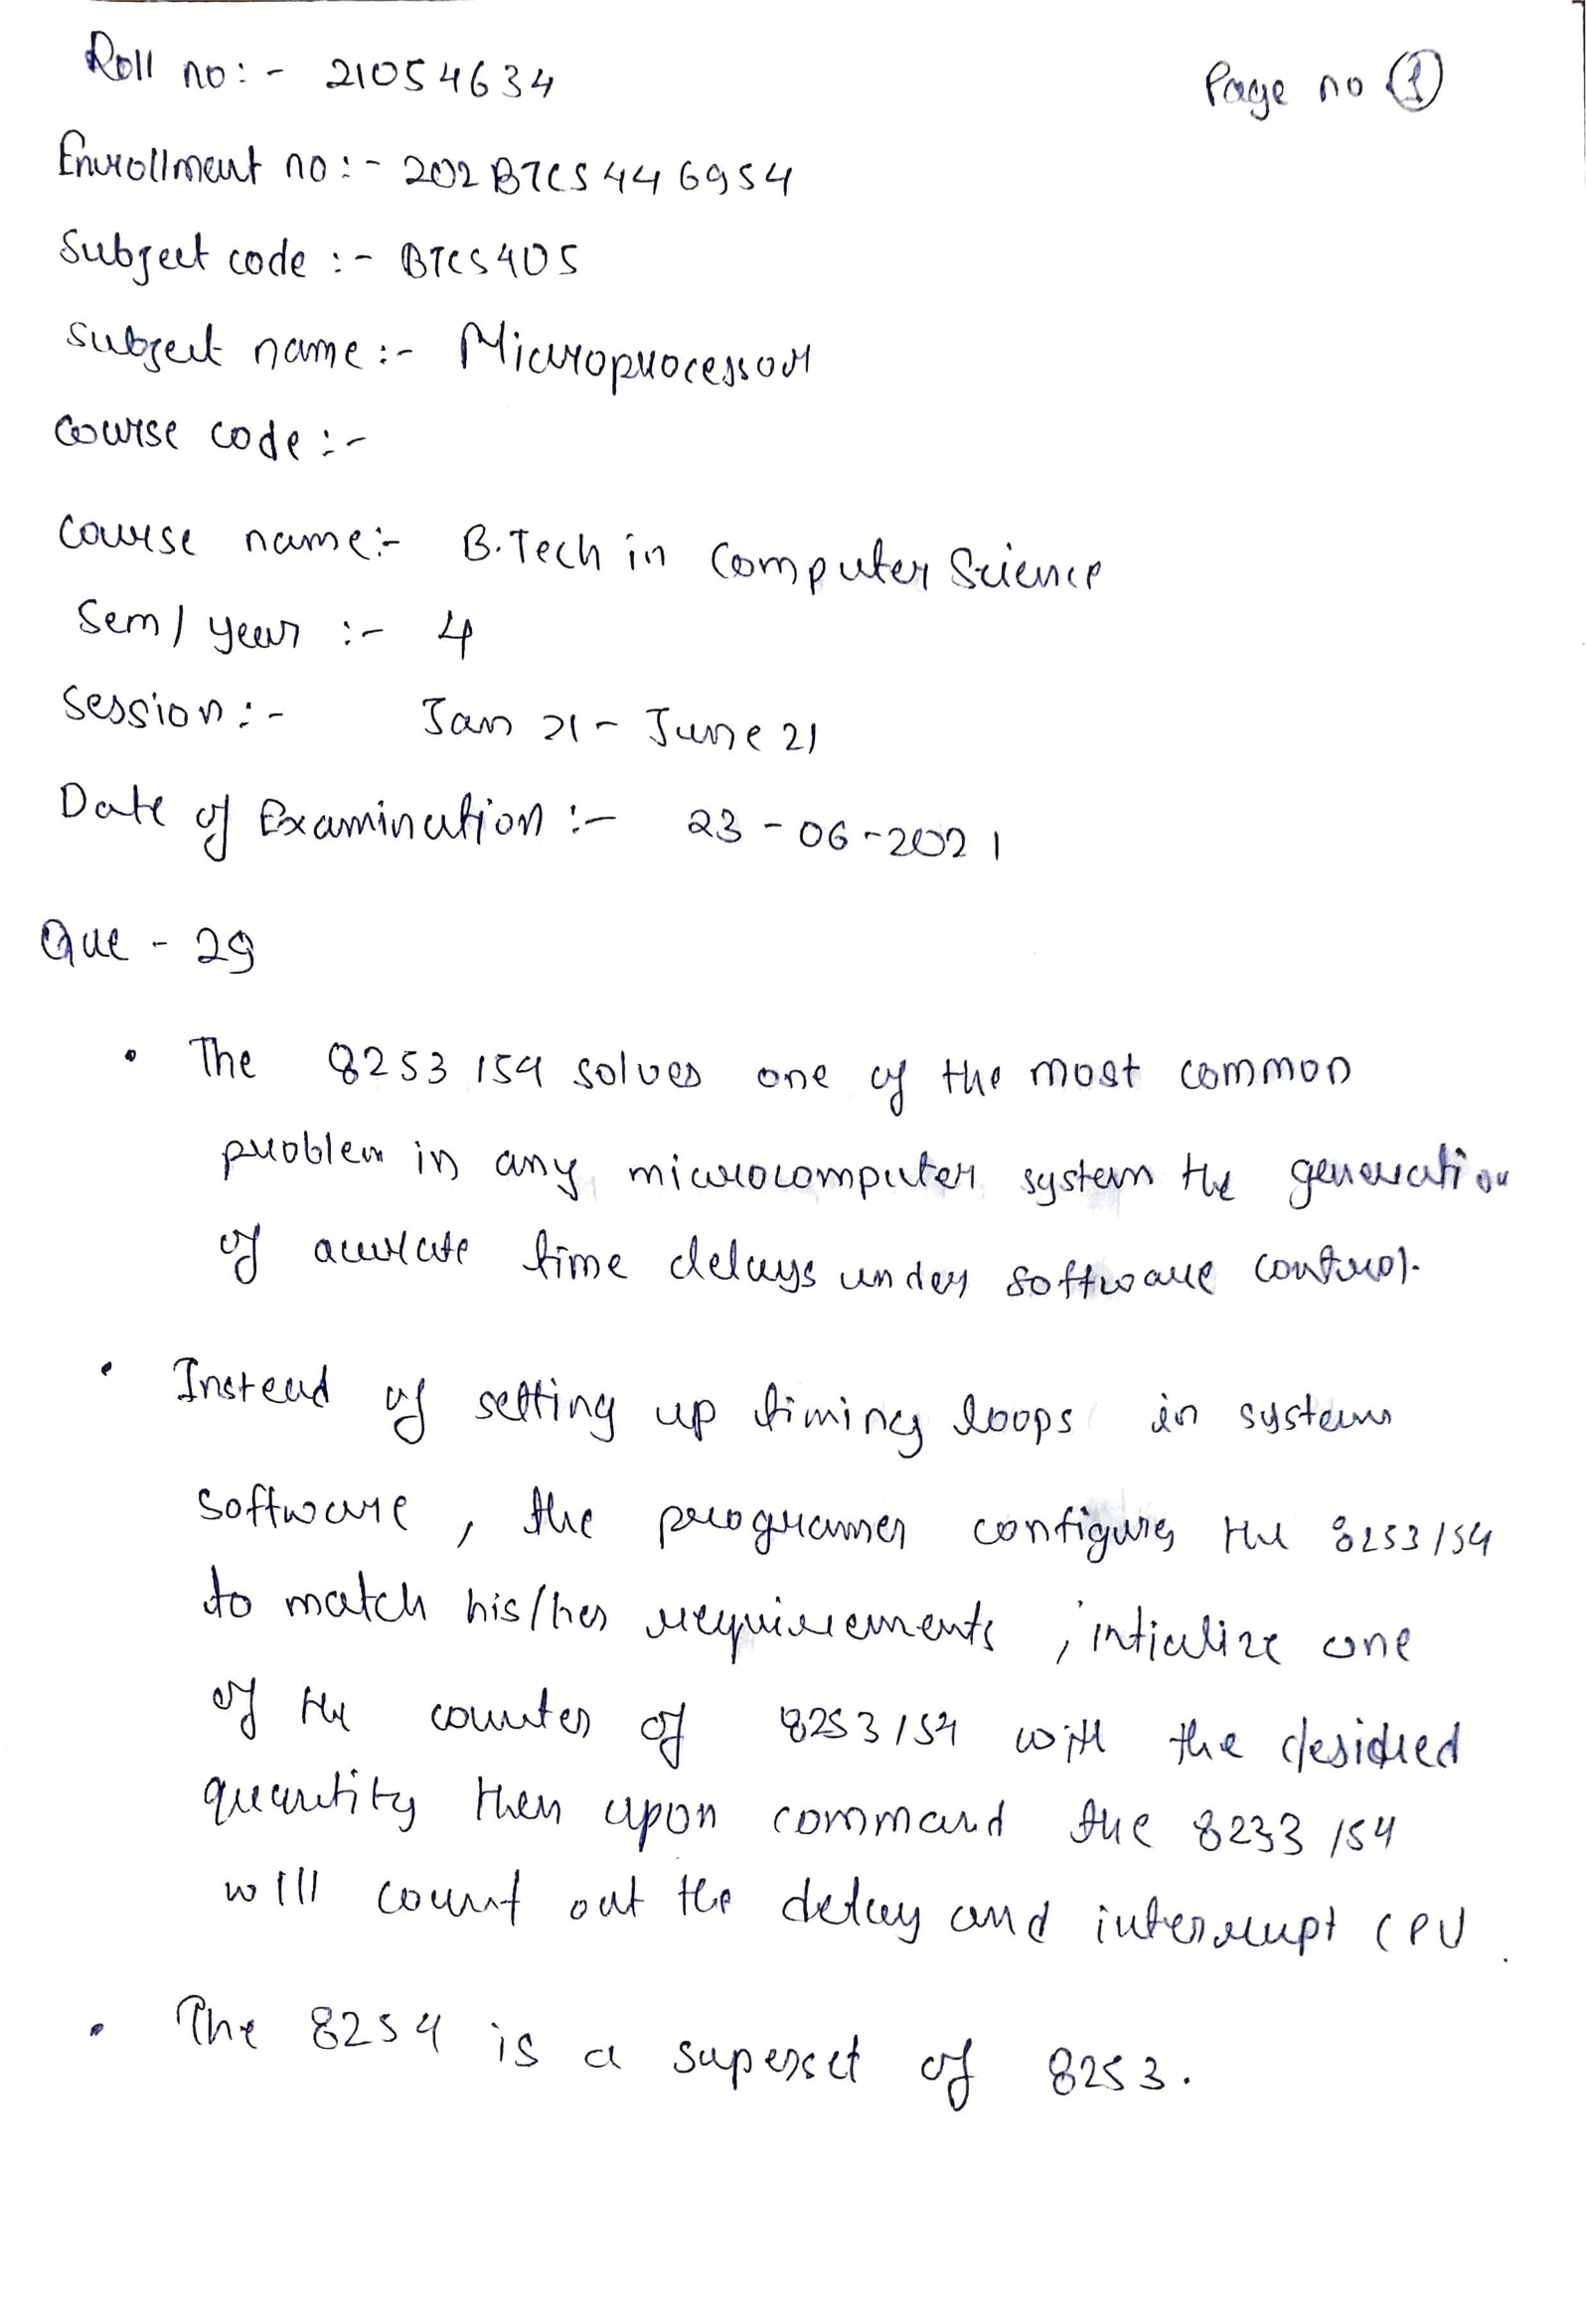 Roll no:- 21054634
Page no 1
Enrollment no:- 202BTCS446954
Subject code:- BTCS405
Subject name:- Microprocessor
Course code:-
Course name:- B.Tech in Computer Science
Sem/year:- 4
Session:- Jan 21- June 21
Date of Examination:- 23-06-2021
Que - 29
• The 8253/54 solves one of the most common
problem in any microcomputer system the generation
of accurate time delays under software control.
• Instead of setting up timing loops in system
software, the programer configures the 8253/54
to match his/her requirements, intialize one
of the counter of 8253/54 with the desidred
quantity then upon command the 8233/54
will count out the delay and interrupt CPU.
• The 8254 is a superset of 8253.